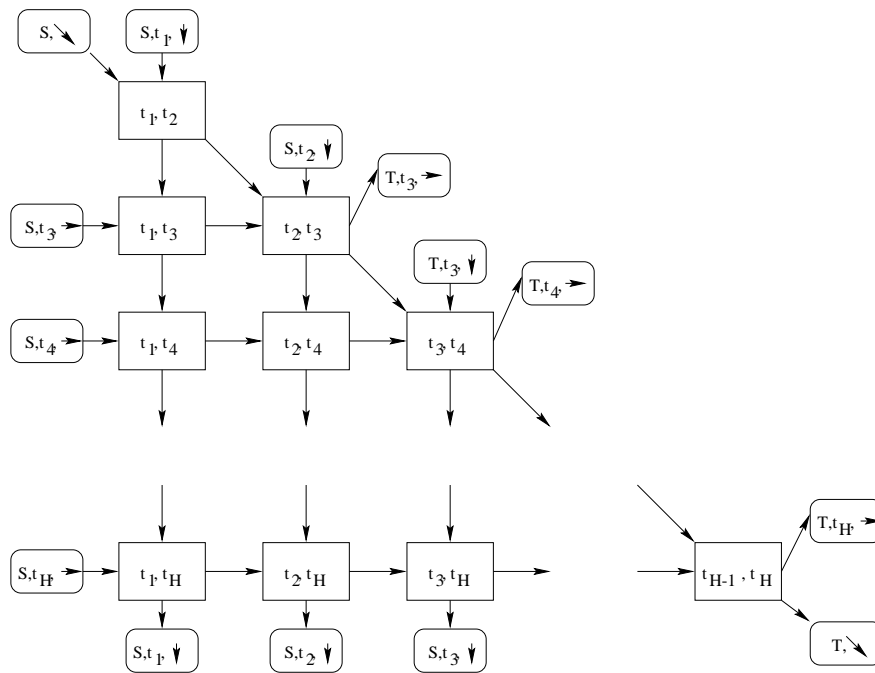 S, ↘
S,t1, ↓
t1, t2
S,t2, ↓
T,t3, →
S,t3, →
t1, t3
t2, t3
T,t3, ↓
T,t4, →
S,t4, →
t1, t4
t2, t4
t3, t4
T,tH, →
S,tH, →
t1, tH
t2, tH
t3, tH
tH-1 , tH
S,t1, ↓
S,t2, ↓
S,t3, ↓
T, ↘